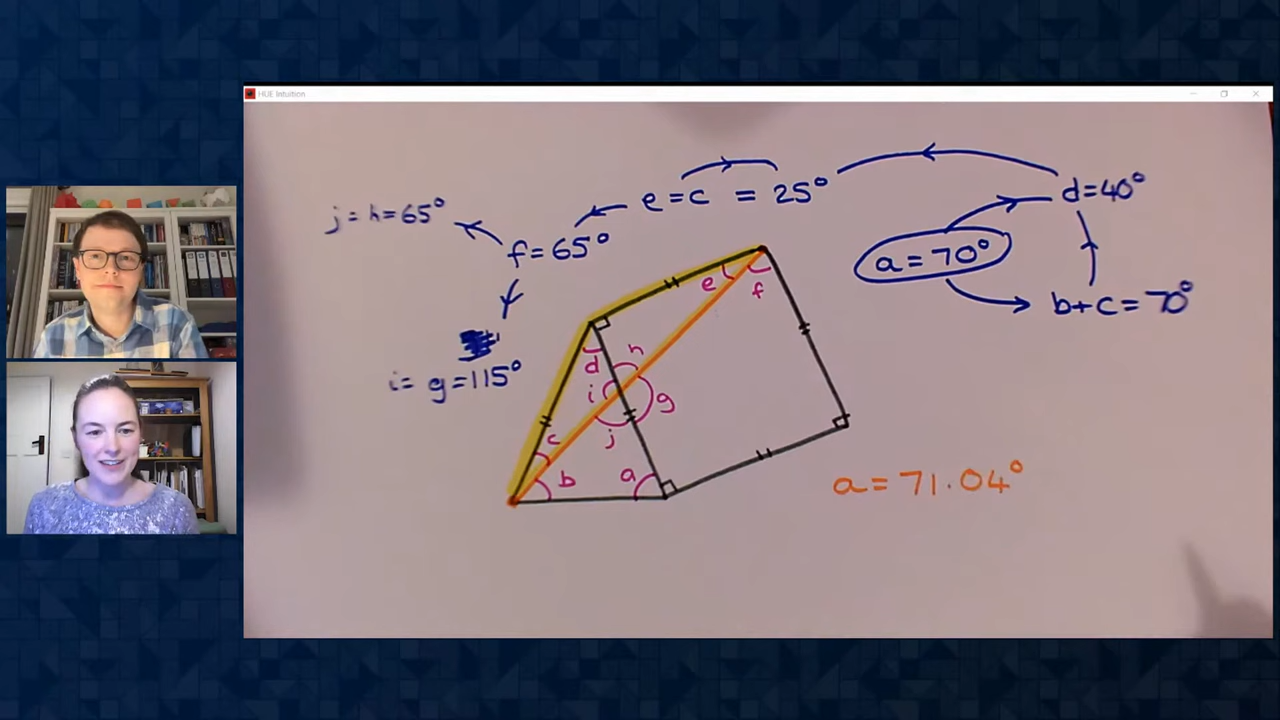 HUE Intuition
e = c = 25°
d = 40°
j = h = 65°
f = 65°
a = 70°
b + c = 70°
i = g = 115°
e
f
d
h
i
g
c
j
b
a
a = 71.04°